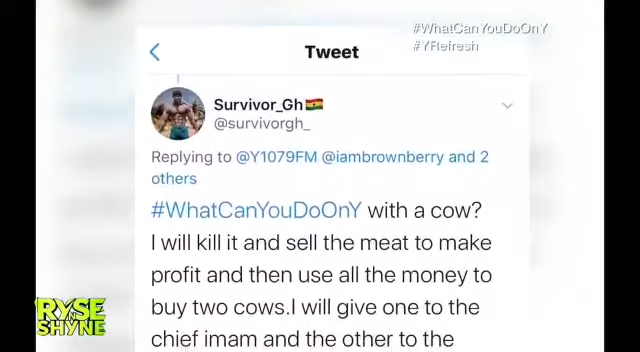 #WhatCanYouDoOnY
#YRefresh
Tweet
Survivor_Gh
@survivorgh_
Replying to @Y1079FM @iambrownberry and 2
others
#WhatCanYouDoOnY with a cow?
I will kill it and sell the meat to make
profit and then use all the money to
buy two cows.I will give one to the
chief imam and the other to the
RYSE
N
SHYNE